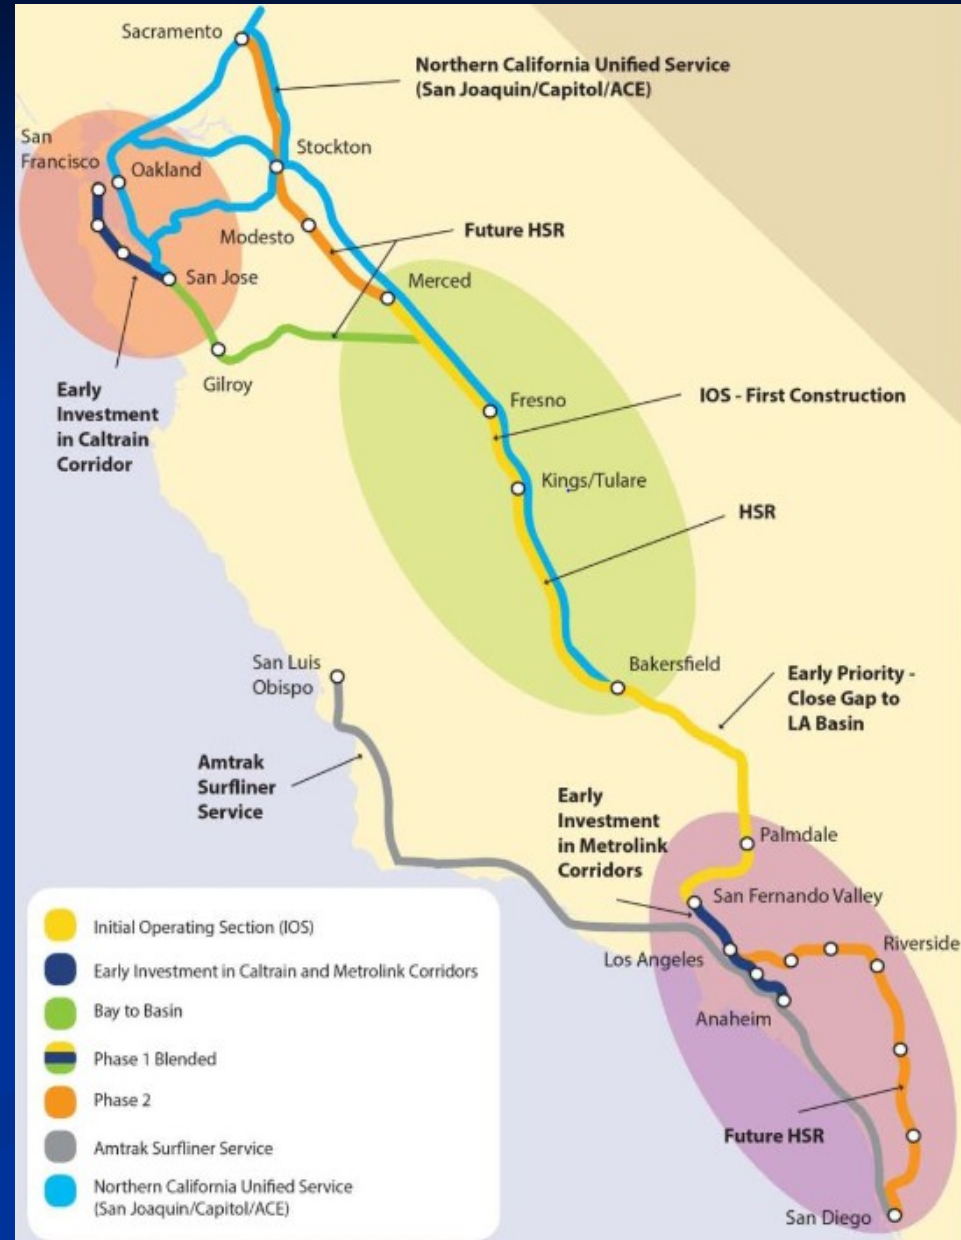 Sacramento
Northern California Unified Service
(San Joaquin/Capitol/ACE)
San
Francisco
Oakland
Stockton
Modesto
Future HSR
San Jose
Merced
Gilroy
Early
Investment
in Caltrain
Corridor
Fresno
IOS - First Construction
Kings/Tulare
HSR
San Luis
Obispo
Bakersfield
Early Priority -
Close Gap to
LA Basin
Amtrak
Surfliner
Service
Early
Investment
in Metrolink
Corridors
Palmdale
San Fernando Valley
Los Angeles
Riverside
Anaheim
Future HSR
San Diego
Initial Operating Section (IOS)
Early Investment in Caltrain and Metrolink Corridors
Bay to Basin
Phase 1 Blended
Phase 2
Amtrak Surfliner Service
Northern California Unified Service
(San Joaquin/Capitol/ACE)